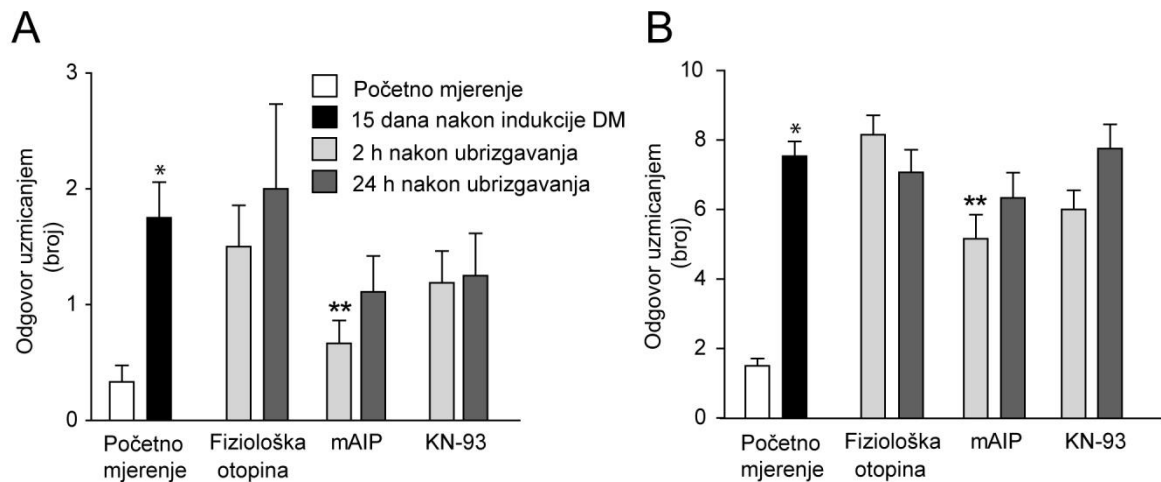 A
Odgovor uzmicanjem
(broj)
3
2
1
0
*
**
Početno mjerenje
15 dana nakon indukcije DM
2 h nakon ubrizgavanja
24 h nakon ubrizgavanja
Početno
mjerenje
Fiziološka
otopina
mAIP
KN-93
B
Odgovor uzmicanjem
(broj)
10
8
6
4
2
0
*
**
Početno
mjerenje
Fiziološka
otopina
mAIP
KN-93